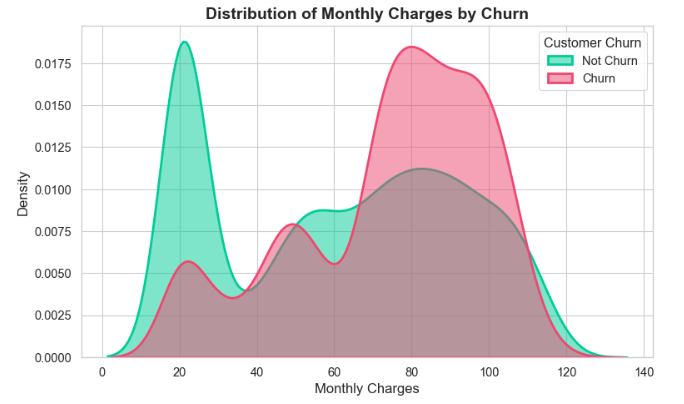 Distribution of Monthly Charges by Churn
Customer Churn
Not Churn
Churn
0.0175
0.0150
0.0125
0.0100
0.0075
0.0050
0.0025
0.0000
Density
0 20 40 60 80 100 120 140
Monthly Charges